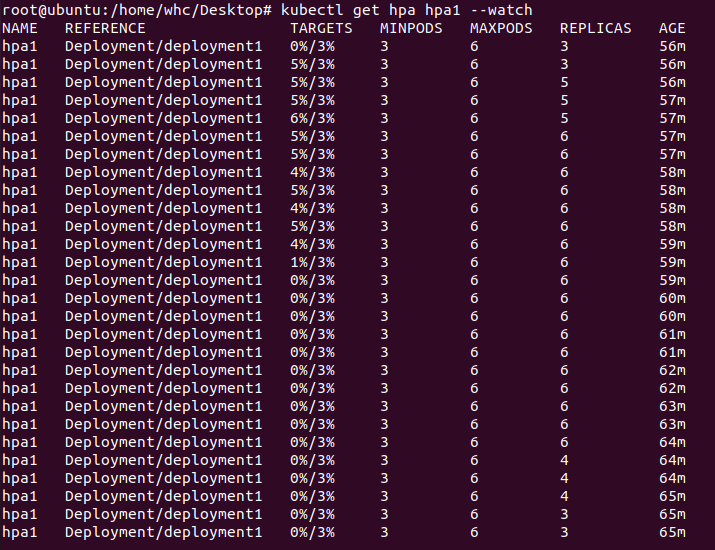 root@ubuntu:/home/whc/Desktop# kubectl get hpa hpa1 --watch
NAME   REFERENCE                TARGETS   MINPODS   MAXPODS   REPLICAS   AGE
hpa1   Deployment/deployment1   0%/3%     3         6         3          56m
hpa1   Deployment/deployment1   5%/3%     3         6         3          56m
hpa1   Deployment/deployment1   5%/3%     3         6         5          56m
hpa1   Deployment/deployment1   5%/3%     3         6         5          57m
hpa1   Deployment/deployment1   6%/3%     3         6         5          57m
hpa1   Deployment/deployment1   5%/3%     3         6         6          57m
hpa1   Deployment/deployment1   5%/3%     3         6         6          57m
hpa1   Deployment/deployment1   4%/3%     3         6         6          58m
hpa1   Deployment/deployment1   5%/3%     3         6         6          58m
hpa1   Deployment/deployment1   4%/3%     3         6         6          58m
hpa1   Deployment/deployment1   5%/3%     3         6         6          58m
hpa1   Deployment/deployment1   4%/3%     3         6         6          59m
hpa1   Deployment/deployment1   1%/3%     3         6         6          59m
hpa1   Deployment/deployment1   0%/3%     3         6         6          59m
hpa1   Deployment/deployment1   0%/3%     3         6         6          60m
hpa1   Deployment/deployment1   0%/3%     3         6         6          60m
hpa1   Deployment/deployment1   0%/3%     3         6         6          61m
hpa1   Deployment/deployment1   0%/3%     3         6         6          61m
hpa1   Deployment/deployment1   0%/3%     3         6         6          62m
hpa1   Deployment/deployment1   0%/3%     3         6         6          62m
hpa1   Deployment/deployment1   0%/3%     3         6         6          63m
hpa1   Deployment/deployment1   0%/3%     3         6         6          63m
hpa1   Deployment/deployment1   0%/3%     3         6         6          64m
hpa1   Deployment/deployment1   0%/3%     3         6         4          64m
hpa1   Deployment/deployment1   0%/3%     3         6         4          64m
hpa1   Deployment/deployment1   0%/3%     3         6         4          65m
hpa1   Deployment/deployment1   0%/3%     3         6         3          65m
hpa1   Deployment/deployment1   0%/3%     3         6         3          65m